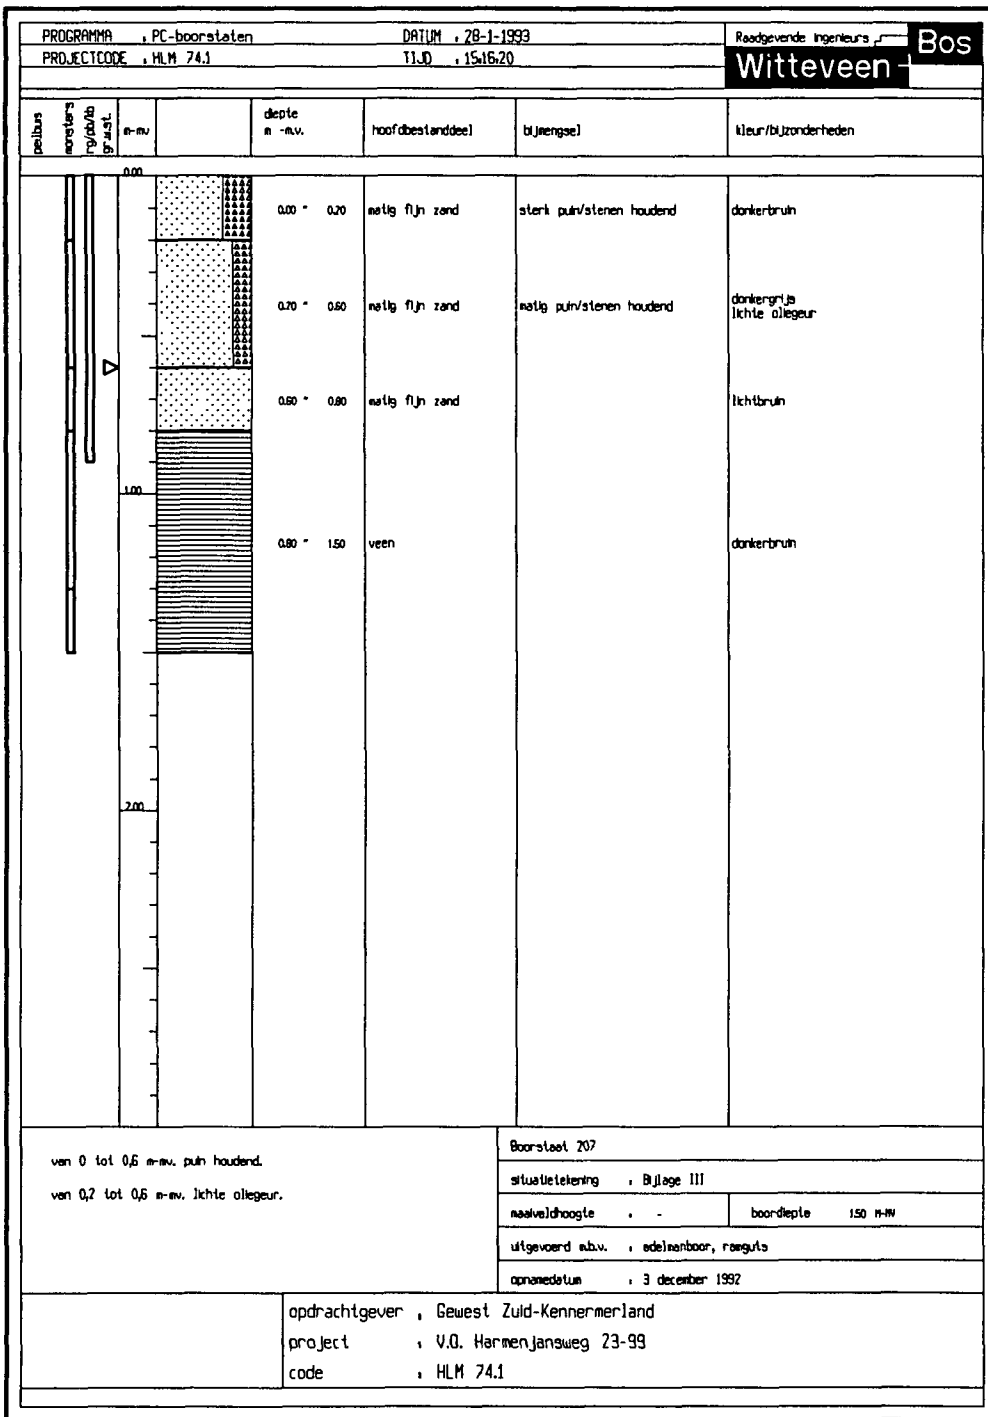 PROGRAMMA : PC-boorstaten DATUM : 28-1-1993
PROJECTCODE : HLM 74.1 TIJD : 15:16:20
Raadgevende Ingenieurs Bos
Witteveen
peilbuis monsters rg/pb/kb gr.w.st. m-mv diepte m -m.v. hoofdbestanddeel bijmengsel kleur/bijzonderheden
0.00
0.00 - 0.20 matig fijn zand sterk puin/stenen houdend donkerbruin
0.20 - 0.60 matig fijn zand matig puin/stenen houdend donkergrijs
lichte oliegeur
0.60 - 0.80 matig fijn zand lichtbruin
1.00
0.80 - 1.50 veen donkerbruin
2.00
van 0 tot 0,6 m-mv. puin houdend.
van 0,2 tot 0,6 m-mv. lichte oliegeur.
Boorstaat 207
situatietekening : Bijlage III
maaiveldhoogte : - boordiepte 1.50 M-MV
uitgevoerd m.b.v. : edelmanboor, ramguts
opnamedatum : 3 december 1992
opdrachtgever : Gewest Zuid-Kennermerland
project : V.O. Harmenjansweg 23-99
code : HLM 74.1